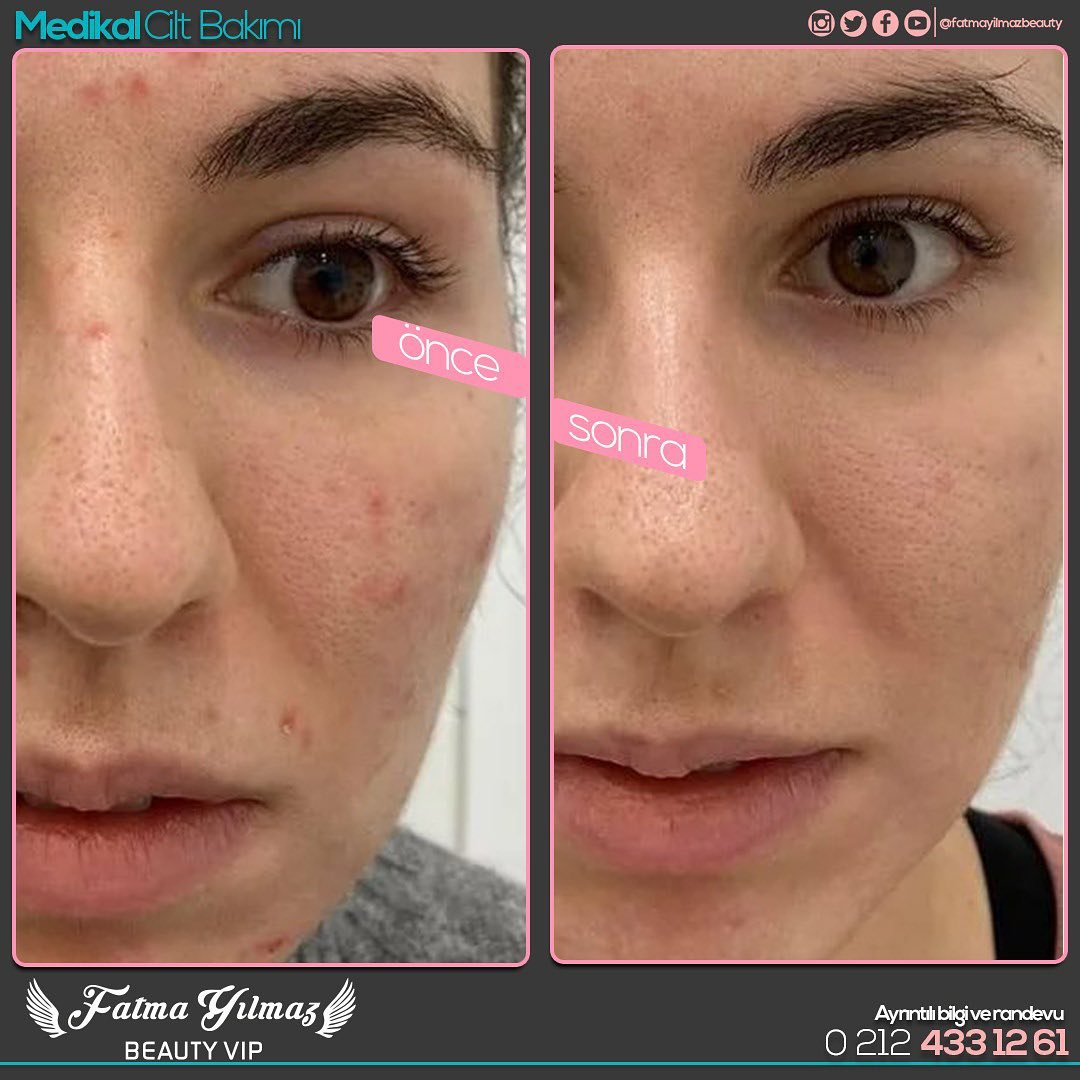 Medikal Cilt Bakımı
@fatmayilmazbeauty
önce
sonra
Fatma Yılmaz
BEAUTY VIP
Ayrıntılı bilgi ve randevu
0 212 433 12 61